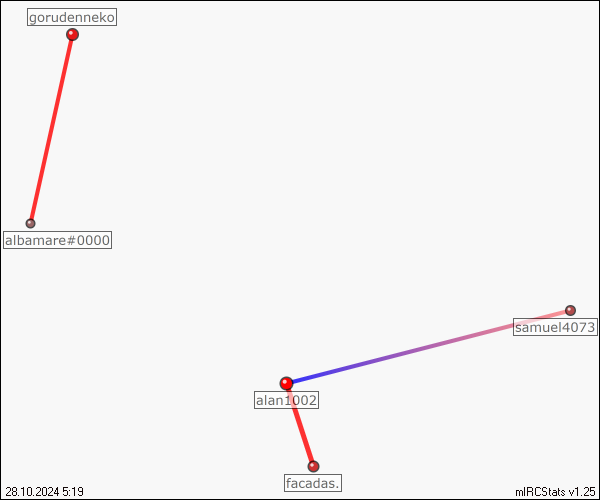 gorudenneko
albamare#0000
samuel4073
alan1002
facadas.
28.10.2024 5:19
mIRCStats v1.25